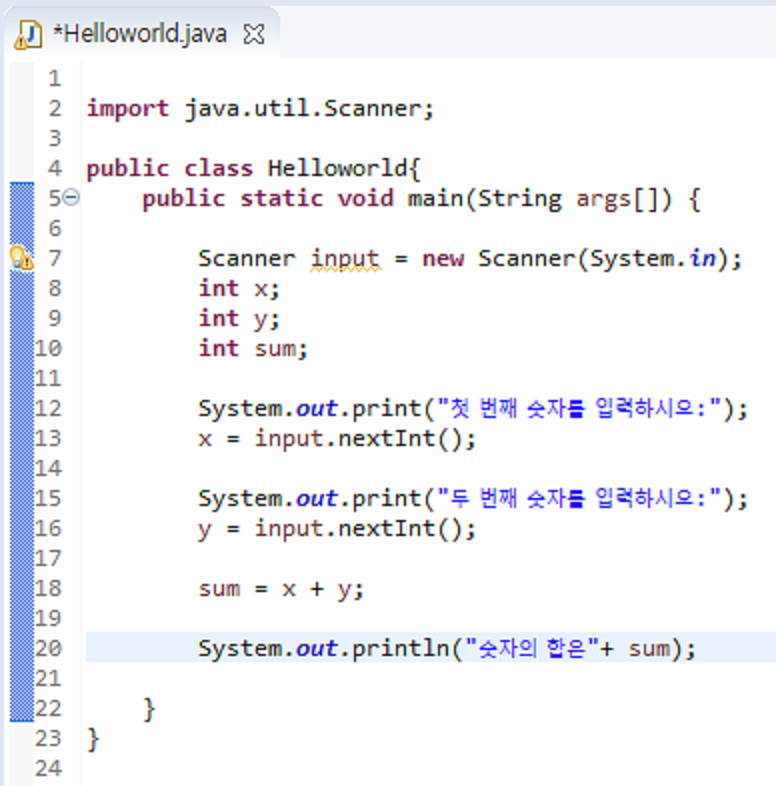 *Helloworld.java
1
2 import java.util.Scanner;
3
4 public class Helloworld{
5 public static void main(String args[]) {
6
7 Scanner input = new Scanner(System.in);
8 int x;
9 int y;
10 int sum;
11
12 System.out.print("첫 번째 숫자를 입력하시오:");
13 x = input.nextInt();
14
15 System.out.print("두 번째 숫자를 입력하시오:");
16 y = input.nextInt();
17
18 sum = x + y;
19
20 System.out.println("숫자의 합은"+ sum);
21
22 }
23 }
24